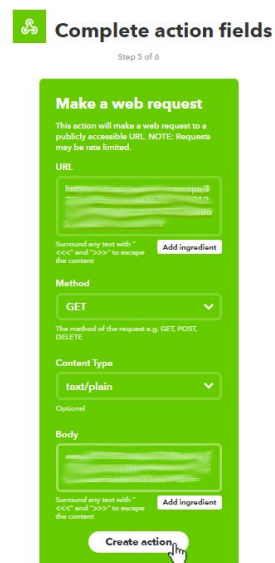 Complete action fields
Step 5 of 6
Make a web request
This action will make a web request to a
publicly accessible URL. NOTE: Requests
may be rate limited.
URL
Surround any text with "
<<<" and ">>>" to escape
the content
Add ingredient
Method
GET
The method of the request e.g. GET, POST,
DELETE
Content Type
text/plain
Optional
Body
Surround any text with "
<<<" and ">>>" to escape
the content
Add ingredient
Create action